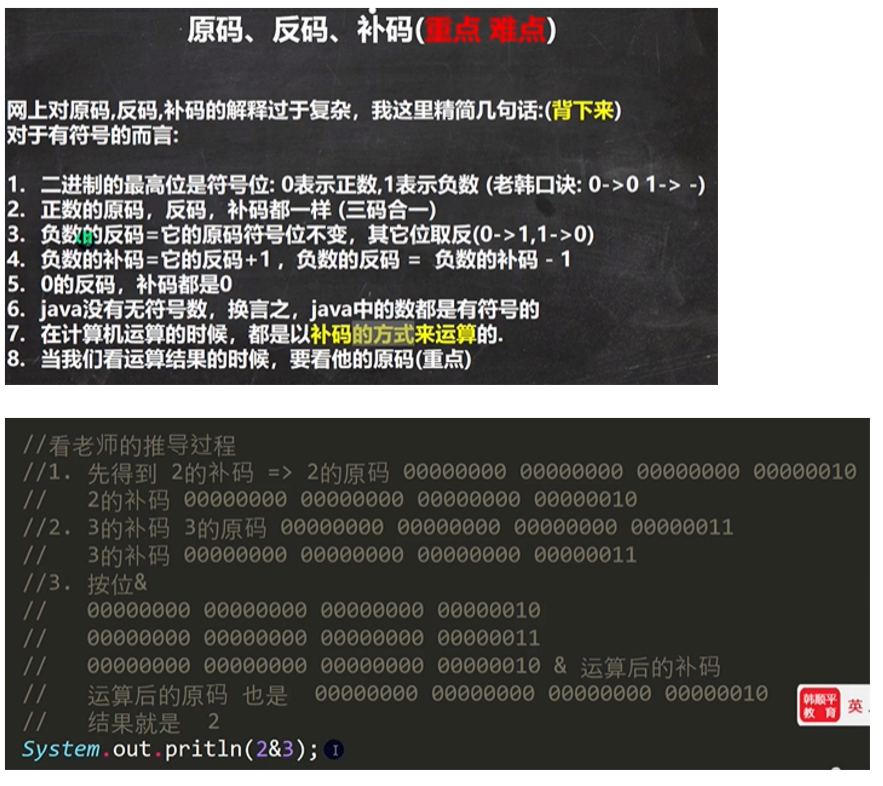 原码、反码、补码(重点 难点)
网上对原码,反码,补码的解释过于复杂，我这里精简几句话:(背下来)
对于有符号的而言:
1. 二进制的最高位是符号位: 0表示正数,1表示负数 (老韩口诀: 0->0 1-> -)
2. 正数的原码，反码，补码都一样 (三码合一)
3. 负数的反码=它的原码符号位不变，其它位取反(0->1,1->0)
4. 负数的补码=它的反码+1，负数的反码 = 负数的补码 - 1
5. 0的反码，补码都是0
6. java没有无符号数，换言之，java中的数都是有符号的
7. 在计算机运算的时候，都是以补码的方式来运算的.
8. 当我们看运算结果的时候，要看他的原码(重点)
//看老师的推导过程
//1. 先得到 2的补码 => 2的原码 00000000 00000000 00000000 00000010
// 2的补码 00000000 00000000 00000000 00000010
//2. 3的补码 3的原码 00000000 00000000 00000000 00000011
// 3的补码 00000000 00000000 00000000 00000011
//3. 按位&
// 00000000 00000000 00000000 00000010
// 00000000 00000000 00000000 00000011
// 00000000 00000000 00000000 00000010 & 运算后的补码
// 运算后的原码 也是 00000000 00000000 00000000 00000010
// 结果就是 2
System.out.pritln(2&3);
韩顺平
教 育
英